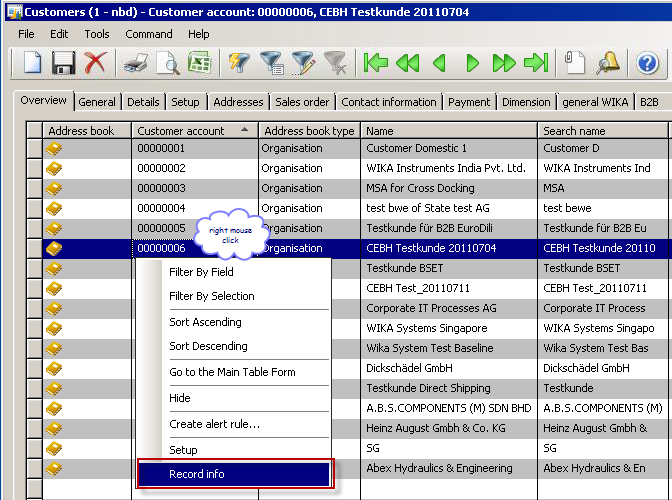 Customers (1 - nbd) - Customer account: 00000006, CEBH Testkunde 20110704
File Edit Tools Command Help
Overview General Details Setup Addresses Sales order Contact information Payment Dimension general WIKA B2B
Address book Customer account Address book type Name Search name
00000001 Organisation Customer Domestic 1 Customer D
00000002 Organisation WIKA Instruments India Pvt. Ltd. WIKA Instruments Ind
00000003 Organisation MSA for Cross Docking MSA
00000004 Organisation test bwe of State test AG test bewe
00000005 Organisation Testkunde für B2B EuroDili Testkunde für B2B Eu
right mouse
click
00000006 Organisation CEBH Testkunde 20110704 CEBH Testkunde 20110
Filter By Field Testkunde BSET Testkunde BSET
CEBH Test_20110711 CEBH Test_20110711
Filter By Selection
Corporate IT Processes AG Corporate IT Process
Sort Ascending WIKA Systems Singapore WIKA Systems Singapo
Sort Descending Wika System Test Baseline Wika System Test Bas
Go to the Main Table Form Dickschädel GmbH Dickschädel GmbH
Testkunde Direct Shipping Testkunde
Hide
A.B.S.COMPONENTS (M) SDN BHD A.B.S.COMPONENTS (M)
Create alert rule... Heinz August Gmbh & Co. KG Heinz August Gmbh &
Setup SG SG
Record info Abex Hydraulics & Engineering Abex Hydraulics & En